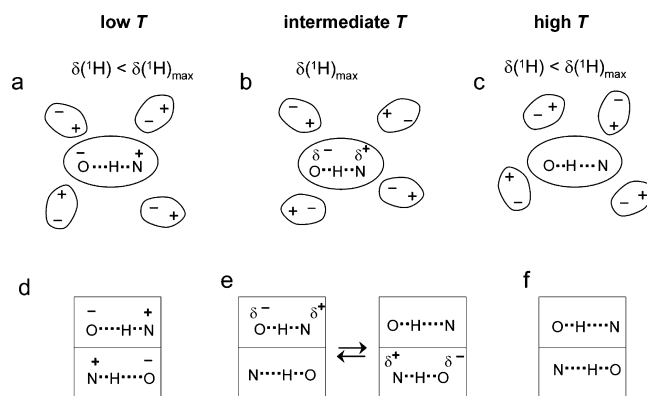 low T intermediate T high T
δ(¹H) < δ(¹H)max δ(¹H)max δ(¹H) < δ(¹H)max
a b c
− + − + + − − +
− + − +
− + δ− δ+
O H N O H N O H N
+ − − + + − − + + − − +
d e f
− + δ− δ+
O H N O H N O H N O H N
+ − δ+ δ−
N H O N H O N H O N H O